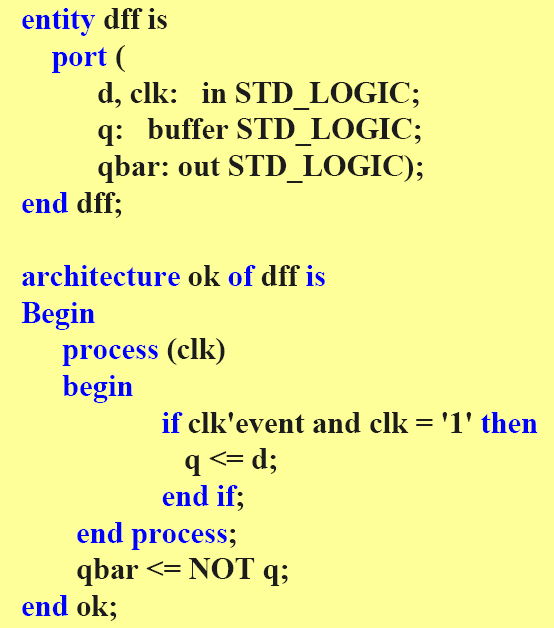 entity dff is
port (
d, clk: in STD_LOGIC;
q: buffer STD_LOGIC;
qbar: out STD_LOGIC);
end dff;
architecture ok of dff is
Begin
process (clk)
begin
if clk'event and clk = '1' then
q <= d;
end if;
end process;
qbar <= NOT q;
end ok;